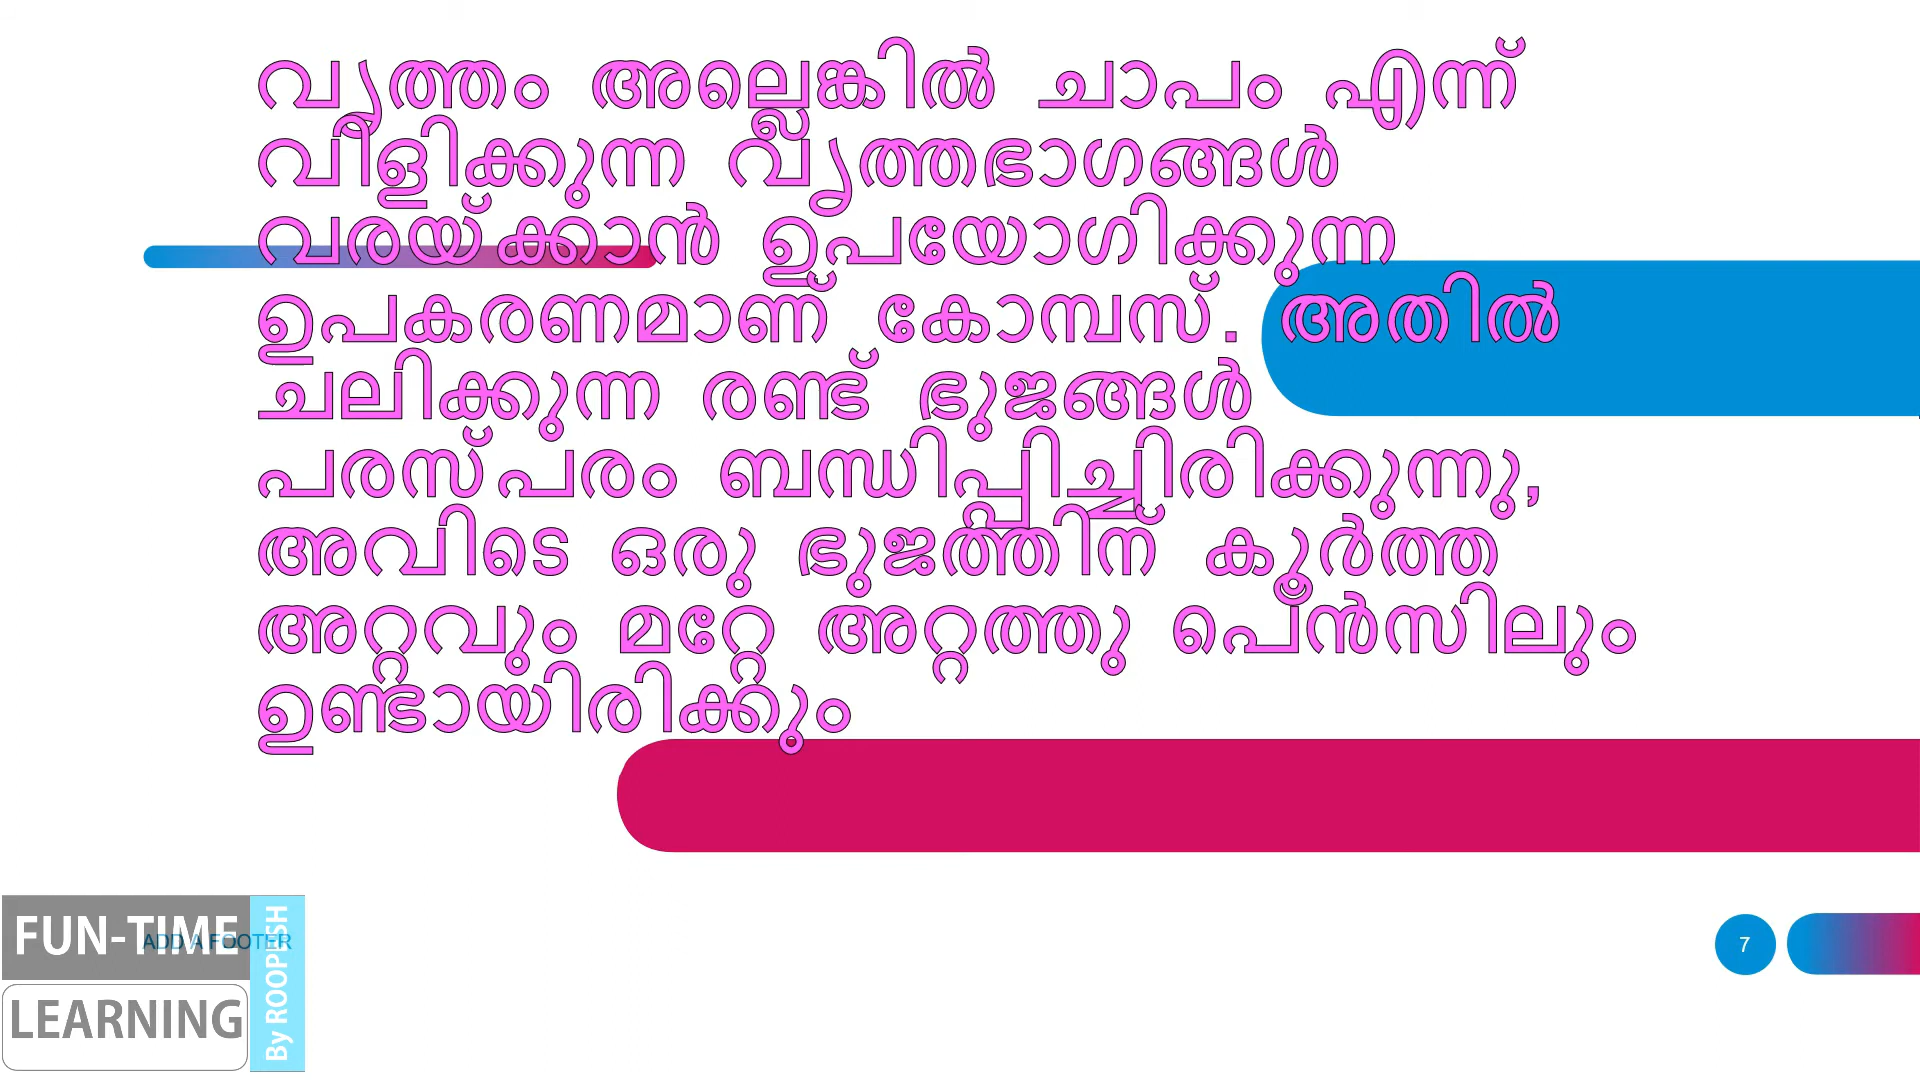 വൃത്തം അല്ലെങ്കിൽ ചാപം എന്ന്
വിളിക്കുന്ന വൃത്തഭാഗങ്ങൾ
വരയ്ക്കാൻ ഉപയോഗിക്കുന്ന
ഉപകരണമാണ് കോമ്പസ്. അതിൽ
ചലിക്കുന്ന രണ്ട് ഭുജങ്ങൾ
പരസ്പരം ബന്ധിപ്പിച്ചിരിക്കുന്നു,
അവിടെ ഒരു ഭുജത്തിന് കൂർത്ത
അറ്റവും മറ്റേ അറ്റത്തു പെൻസിലും
ഉണ്ടായിരിക്കും
FUN-TIME
LEARNING
By ROOPESH
ADD A FOOTER
7